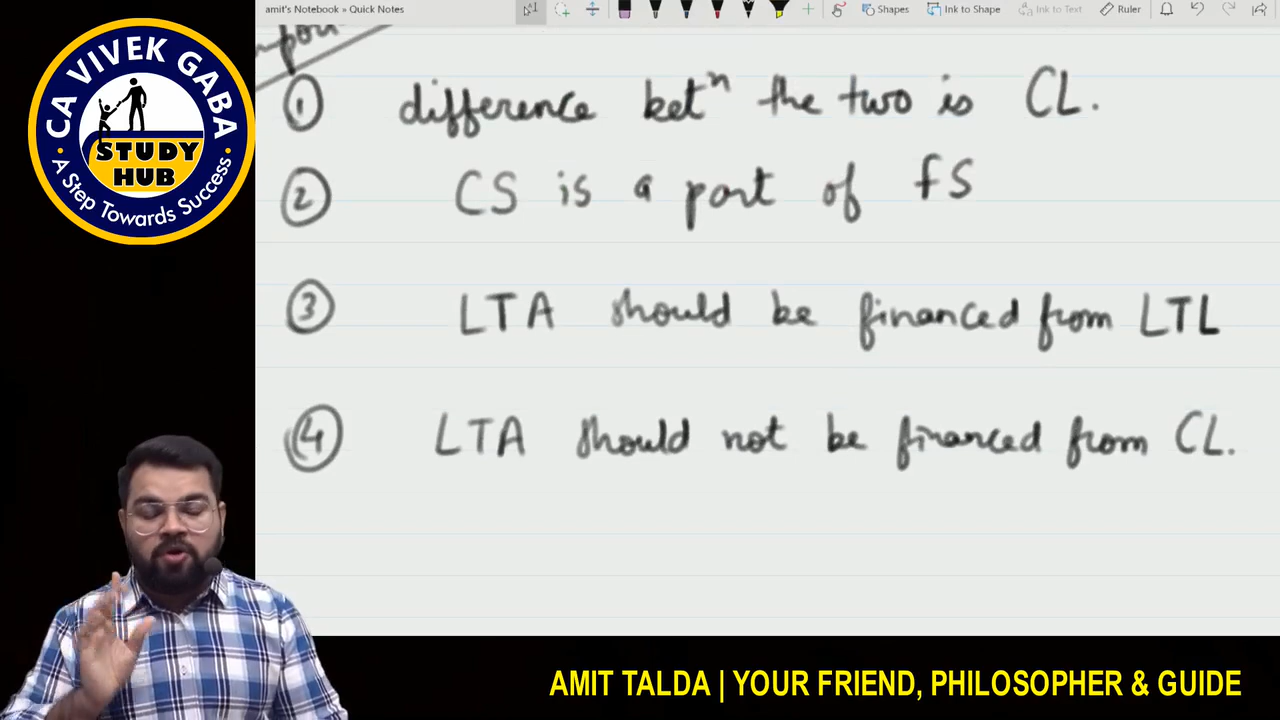 amit's Notebook » Quick Notes
Shapes
Ink to Shape
Ink to Text
Ruler
CA VIVEK GABA
STUDY
HUB
A Step Towards Success
① difference betⁿ the two is CL.
② CS is a part of FS
③ LTA should be financed from LTL
④ LTA should not be financed from CL.
AMIT TALDA | YOUR FRIEND, PHILOSOPHER & GUIDE